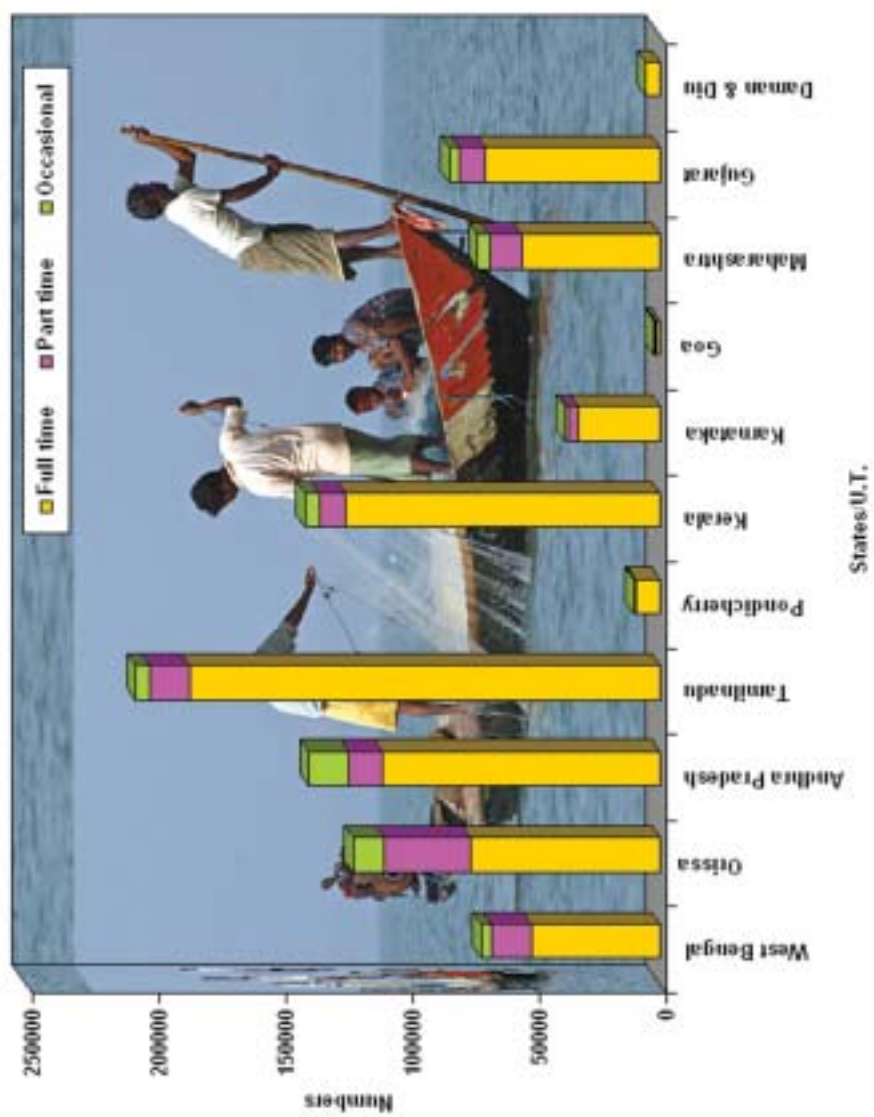 Full time Part time Occasional
Numbers
250000
200000
150000
100000
50000
0
West Bengal
Orissa
Andhra Pradesh
Tamilnadu
Pondicherry
Kerala
Karnataka
Goa
Maharashtra
Gujarat
Daman & Diu
States/U.T.